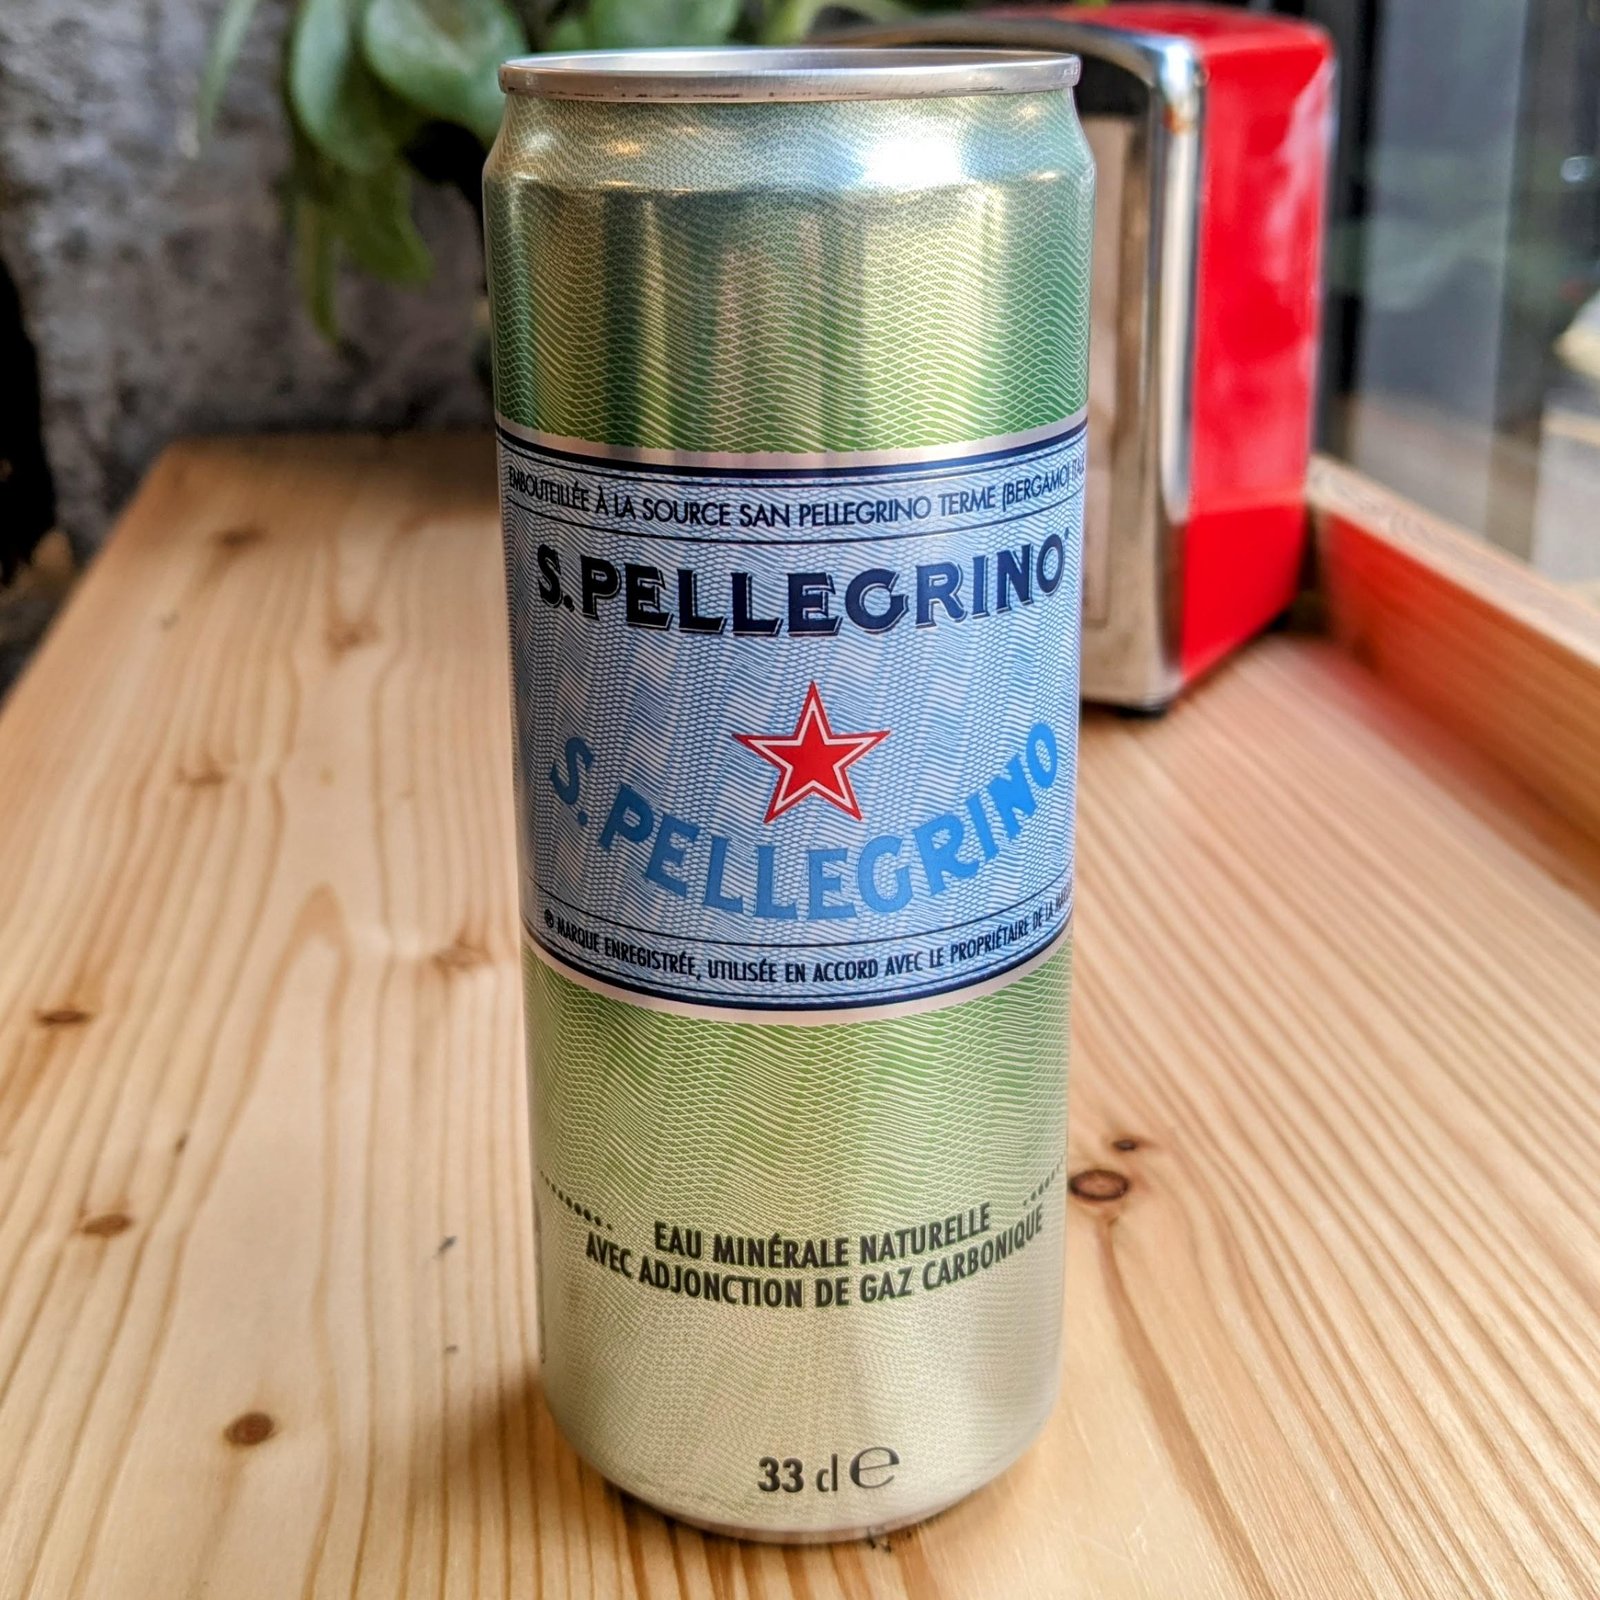 EMBOUTEILLÉE À LA SOURCE SAN PELLEGRINO TERME (BERGAMO)
S.PELLEGRINO
S.PELLEGRINO
® MARQUE ENREGISTRÉE, UTILISÉE EN ACCORD AVEC LE PROPRIÉTAIRE DE LA
EAU MINÉRALE NATURELLE
AVEC ADJONCTION DE GAZ CARBONIQUE
33 cl ℮